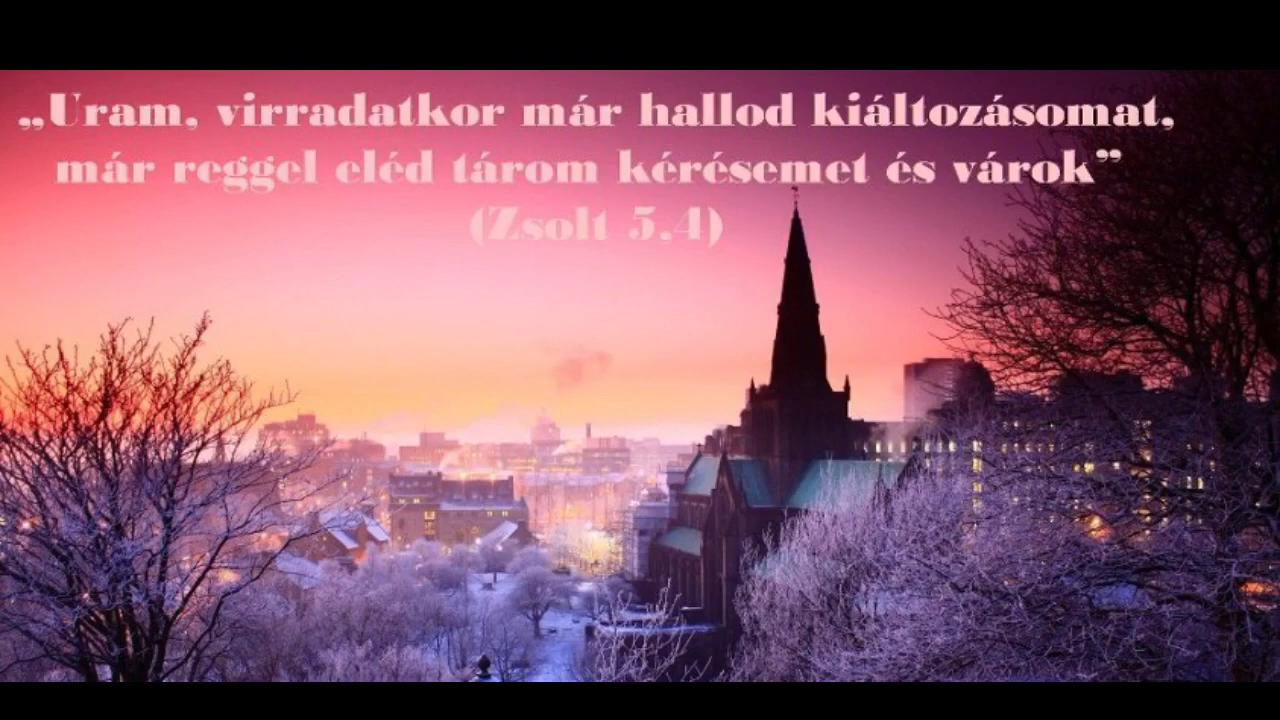 „Uram, virradatkor már hallod kiáltozásomat,
már reggel eléd tárom kérésemet és várok”
(Zsolt 5,4)